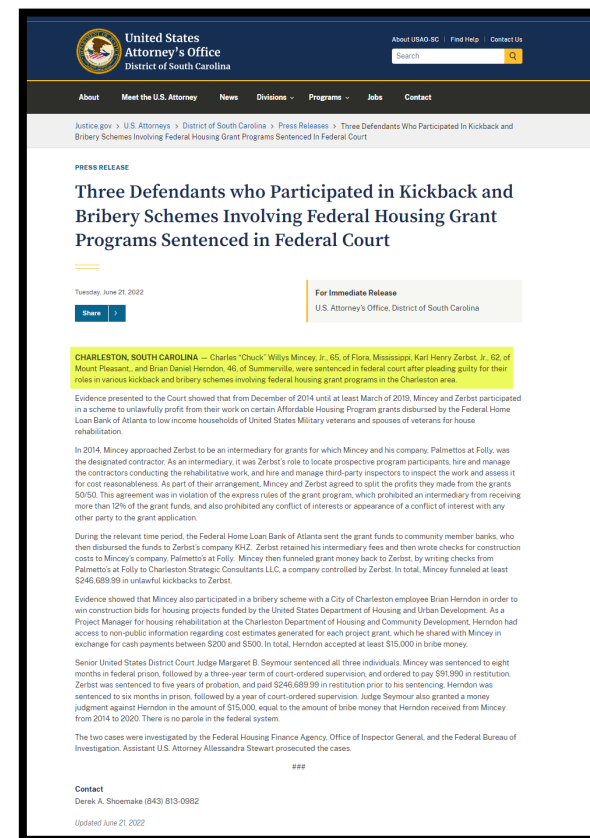 United States
Attorney's Office
District of South Carolina
About USAO-SC | Find Help | Contact Us
Search
About Meet the U.S. Attorney News Divisions Programs Jobs Contact
Justice.gov > U.S. Attorneys > District of South Carolina > Press Releases > Three Defendants Who Participated In Kickback and
Bribery Schemes Involving Federal Housing Grant Programs Sentenced In Federal Court
PRESS RELEASE
Three Defendants who Participated in Kickback and
Bribery Schemes Involving Federal Housing Grant
Programs Sentenced in Federal Court
Tuesday, June 21, 2022
Share >
For Immediate Release
U.S. Attorney's Office, District of South Carolina
CHARLESTON, SOUTH CAROLINA — Charles "Chuck" Willys Mincey, Jr., 65, of Flora, Mississippi, Karl Henry Zerbst, Jr., 62, of
Mount Pleasant,, and Brian Daniel Herndon, 46, of Summerville, were sentenced in federal court after pleading guilty for their
roles in various kickback and bribery schemes involving federal housing grant programs in the Charleston area.
Evidence presented to the Court showed that from December of 2014 until at least March of 2019, Mincey and Zerbst participated
in a scheme to unlawfully profit from their work on certain Affordable Housing Program grants disbursed by the Federal Home
Loan Bank of Atlanta to low income households of United States Military veterans and spouses of veterans for house
rehabilitation.
In 2014, Mincey approached Zerbst to be an intermediary for grants for which Mincey and his company, Palmettos at Folly, was
the designated contractor. As an intermediary, it was Zerbst's role to locate prospective program participants, hire and manage
the contractors conducting the rehabilitative work, and hire and manage third-party inspectors to inspect the work and assess it
for cost reasonableness. As part of their arrangement, Mincey and Zerbst agreed to split the profits they made from the grants
50/50. This agreement was in violation of the express rules of the grant program, which prohibited an intermediary from receiving
more than 12% of the grant funds, and also prohibited any conflict of interests or appearance of a conflict of interest with any
other party to the grant application.
During the relevant time period, the Federal Home Loan Bank of Atlanta sent the grant funds to community member banks, who
then disbursed the funds to Zerbst's company KHZ. Zerbst retained his intermediary fees and then wrote checks for construction
costs to Mincey's company, Palmetto's at Folly. Mincey then funneled grant money back to Zerbst, by writing checks from
Palmetto's at Folly to Charleston Strategic Consultants LLC, a company controlled by Zerbst. In total, Mincey funneled at least
$246,689.99 in unlawful kickbacks to Zerbst.
Evidence showed that Mincey also participated in a bribery scheme with a City of Charleston employee Brian Herndon in order to
win construction bids for housing projects funded by the United States Department of Housing and Urban Development. As a
Project Manager for housing rehabilitation at the Charleston Department of Housing and Community Development, Herndon had
access to non-public information regarding cost estimates generated for each project grant, which he shared with Mincey in
exchange for cash payments between $200 and $500. In total, Herndon accepted at least $15,000 in bribe money.
Senior United States District Court Judge Margaret B. Seymour sentenced all three individuals. Mincey was sentenced to eight
months in federal prison, followed by a three-year term of court-ordered supervision, and ordered to pay $91,990 in restitution.
Zerbst was sentenced to five years of probation, and paid $246,689.99 in restitution prior to his sentencing. Herndon was
sentenced to six months in prison, followed by a year of court-ordered supervision. Judge Seymour also granted a money
judgment against Herndon in the amount of $15,000, equal to the amount of bribe money that Herndon received from Mincey
from 2014 to 2020. There is no parole in the federal system.
The two cases were investigated by the Federal Housing Finance Agency, Office of Inspector General, and the Federal Bureau of
Investigation. Assistant U.S. Attorney Allessandra Stewart prosecuted the cases.
###
Contact
Derek A. Shoemake (843) 813-0982
Updated June 21, 2022